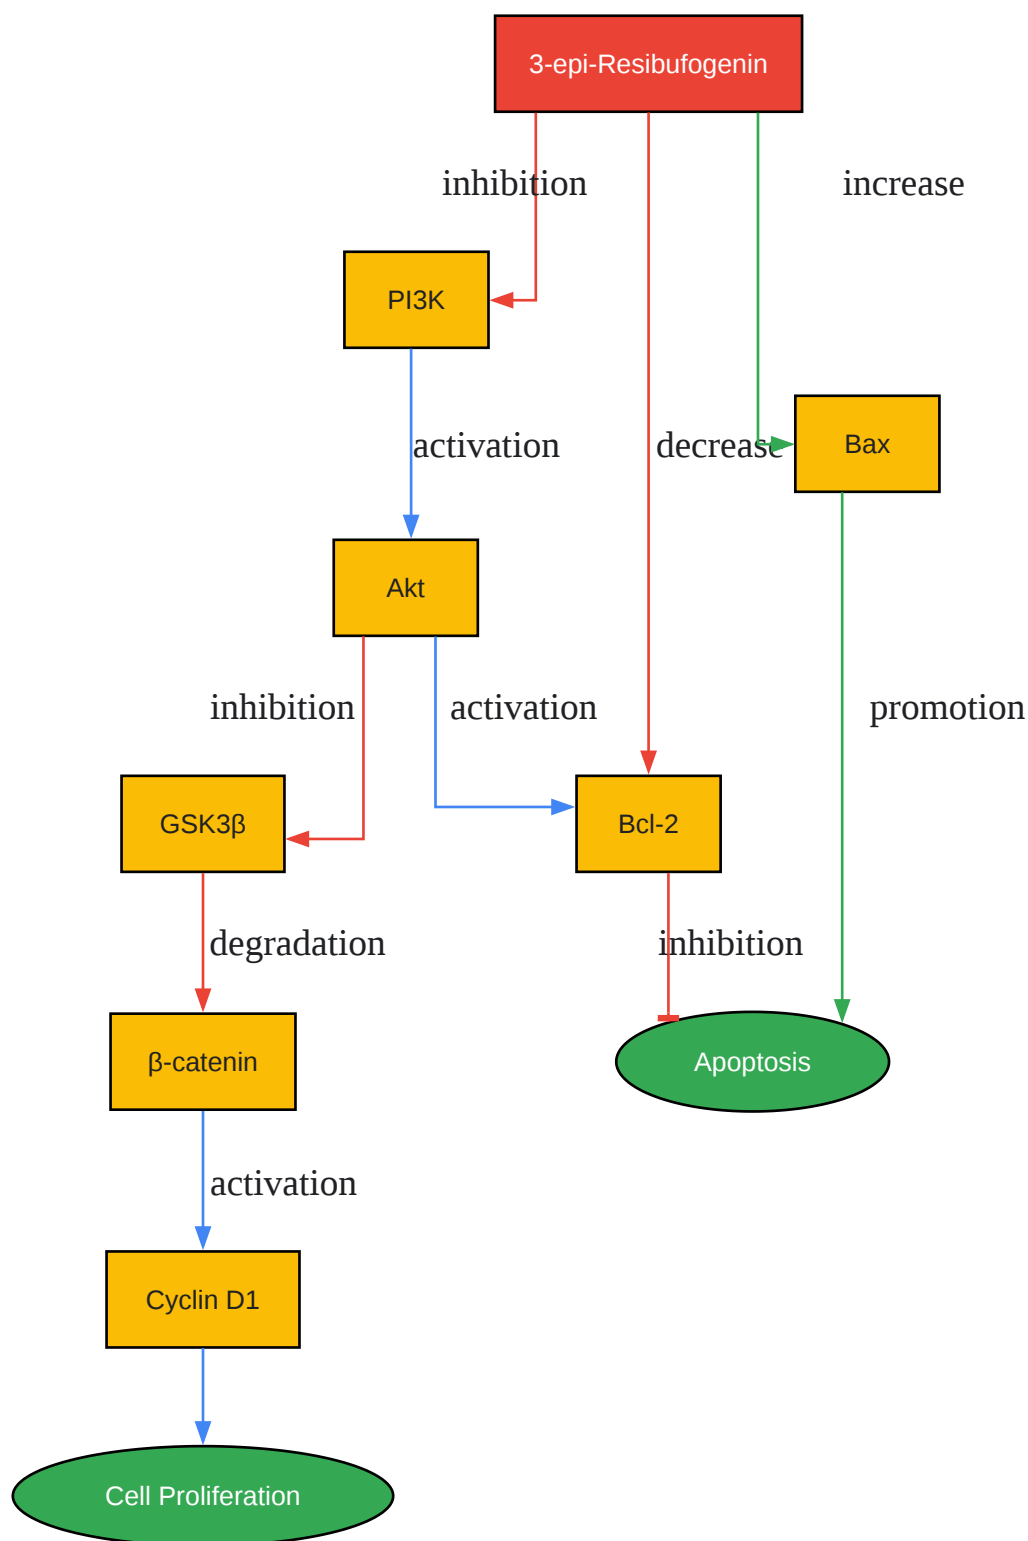 3-epi-Resibufogenin
inhibition
increase
PI3K
activation
decrease
Bax
Akt
inhibition
activation
promotion
GSK3β
Bcl-2
degradation
inhibition
β-catenin
Apoptosis
activation
Cyclin D1
Cell Proliferation